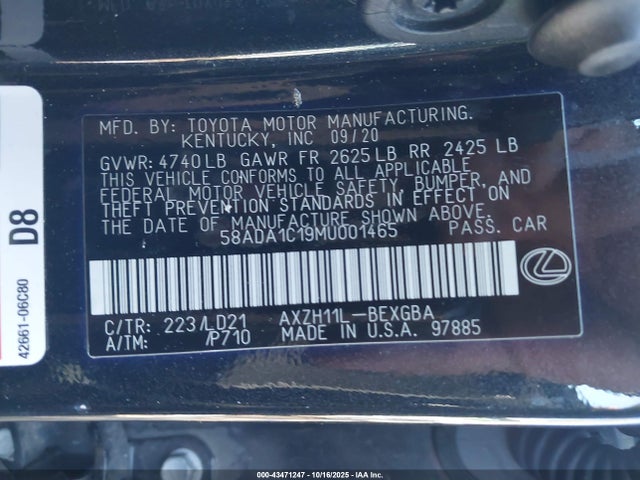 MFD. BY: TOYOTA MOTOR MANUFACTURING.
KENTUCKY, INC 09/20
GVWR: 4740LB GAWR FR 2625LB RR 2425 LB
THIS VEHICLE CONFORMS TO ALL APPLICABLE
FEDERAL MOTOR VEHICLE SAFETY, BUMPER, AND
THEFT PREVENTION STANDARDS IN EFFECT ON
THE DATE OF MANUFACTURE SHOWN ABOVE.
58ADA1C19MU001465 PASS. CAR
C/TR: 223/LD21 AXZH11L-BEXGBA
A/TM: /P710 MADE IN U.S.A. 97885
D8
42661-06C80
000-43471247 - 10/16/2025 - IAA Inc.